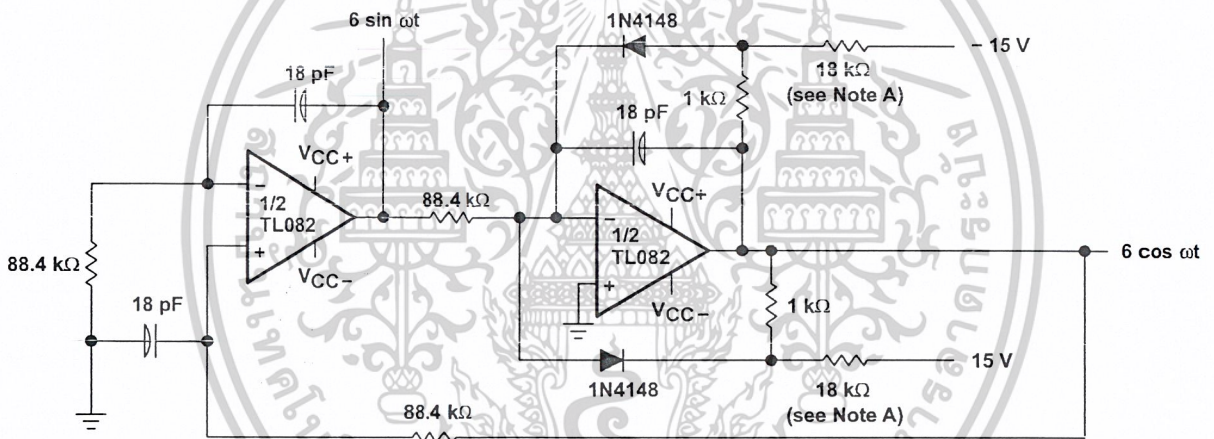 6 sin ωt
1N4148
− 15 V
18 pF
18 kΩ
(see Note A)
1 kΩ
18 pF
VCC+
−
1/2
TL082
+
VCC−
88.4 kΩ
88.4 kΩ
VCC+
−
1/2
TL082
+
VCC−
6 cos ωt
18 pF
1 kΩ
15 V
1N4148
18 kΩ
(see Note A)
88.4 kΩ